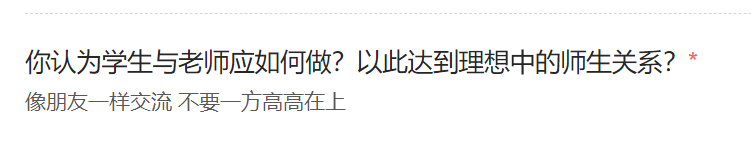 你认为学生与老师应如何做？以此达到理想中的师生关系？*
像朋友一样交流 不要一方高高在上